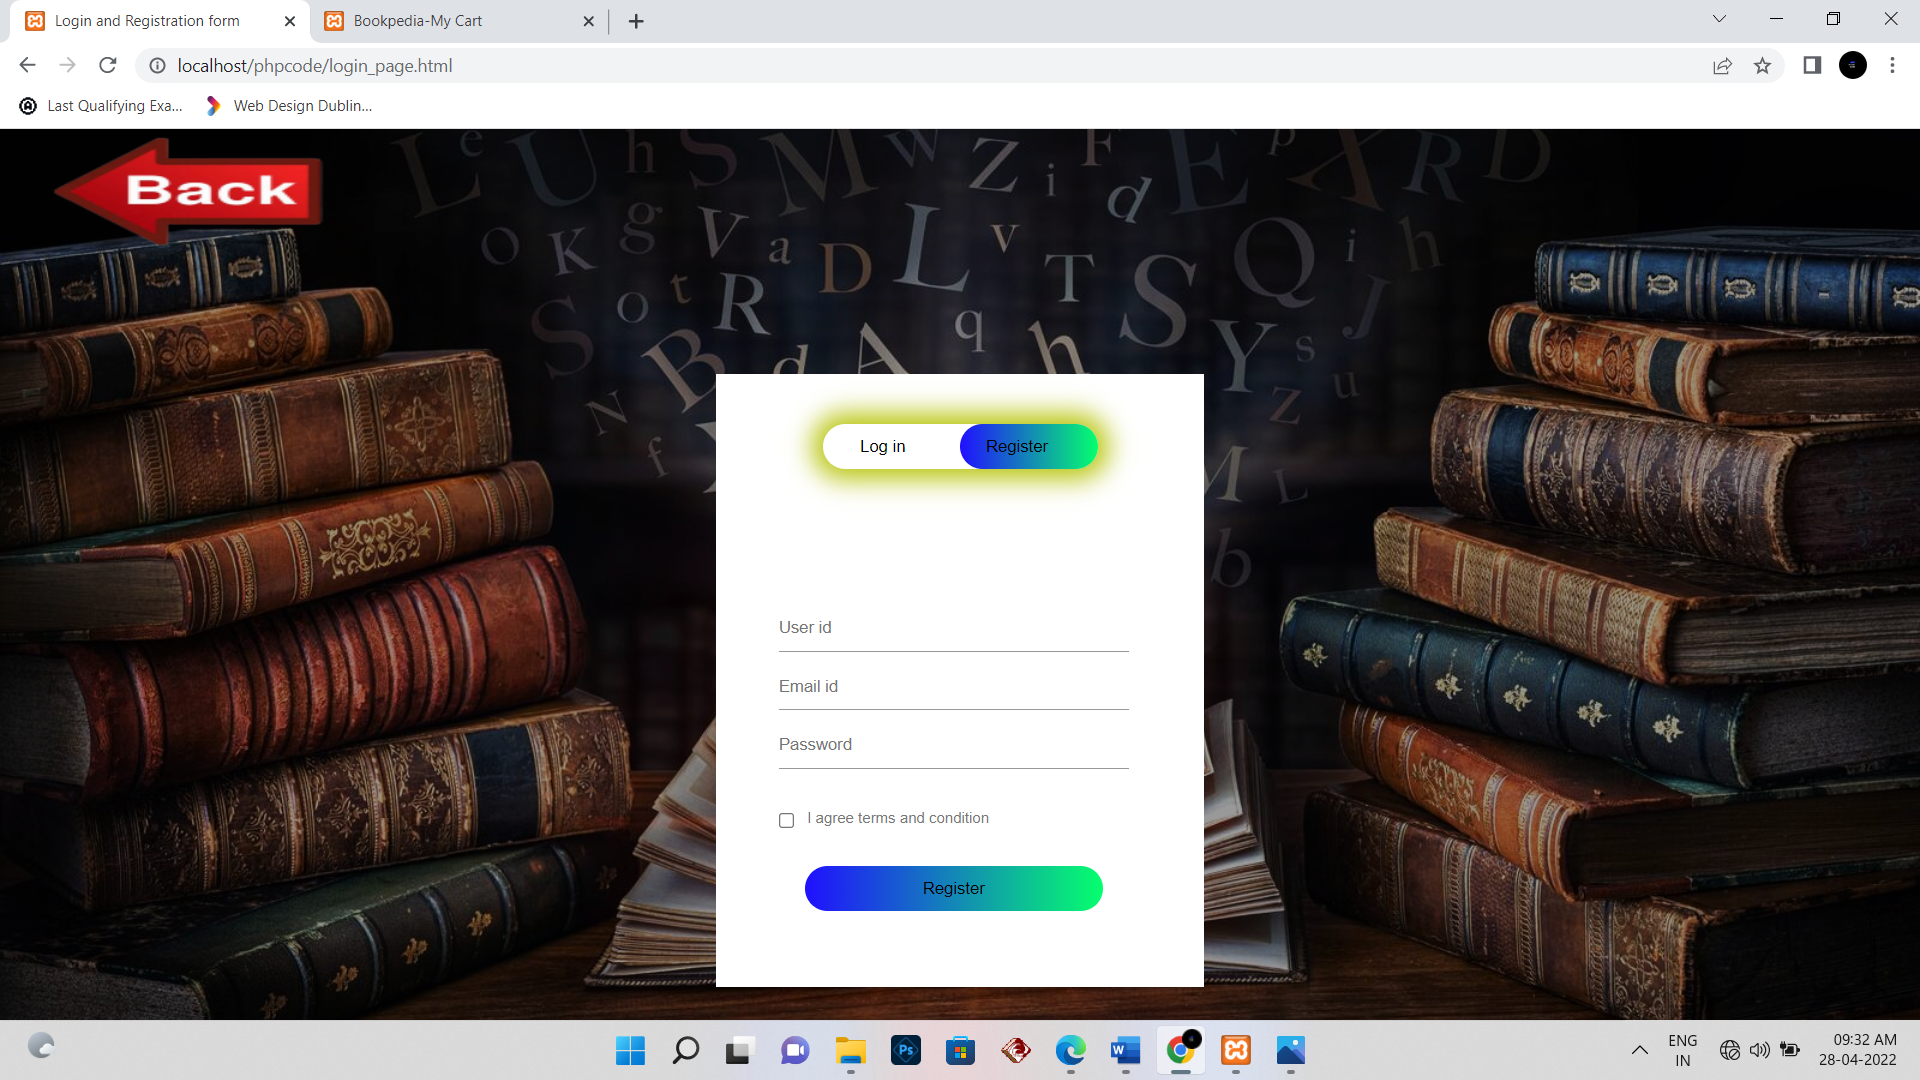 Login and Registration form
Bookpedia-My Cart
localhost/phpcode/login_page.html
Last Qualifying Exa...
Web Design Dublin...
Back
Log in
Register
User id
Email id
Password
I agree terms and condition
Register
ENG
IN
09:32 AM
28-04-2022